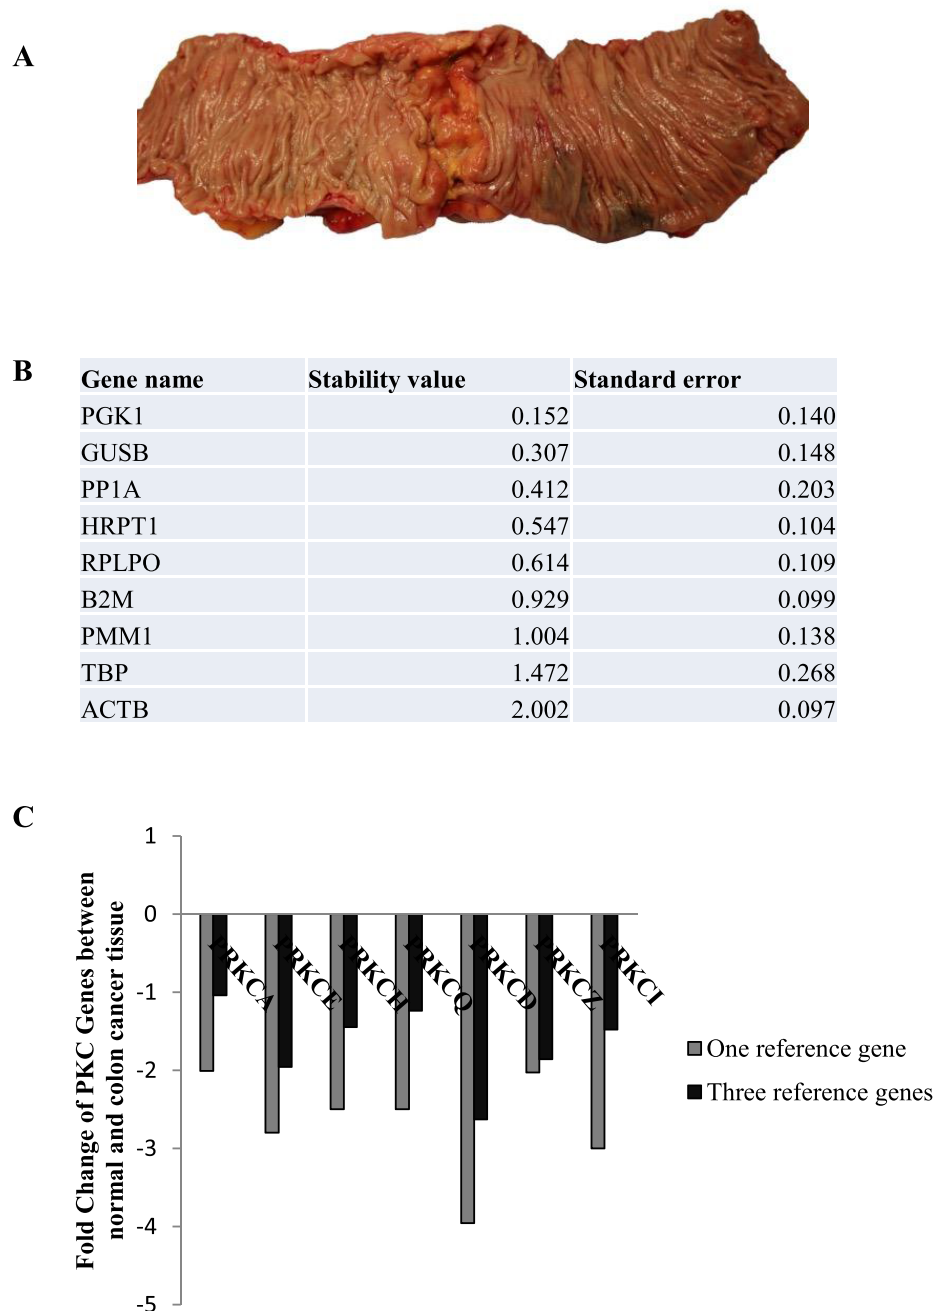 A
B
Gene name Stability value Standard error
PGK1 0.152 0.140
GUSB 0.307 0.148
PP1A 0.412 0.203
HRPT1 0.547 0.104
RPLPO 0.614 0.109
B2M 0.929 0.099
PMM1 1.004 0.138
TBP 1.472 0.268
ACTB 2.002 0.097
C
Fold Change of PKC Genes between
normal and colon cancer tissue
1
0
-1
-2
-3
-4
-5
PRKCA
PRKCE
PRKCH
PRKCQ
PRKCD
PRKCZ
PRKCI
One reference gene
Three reference genes